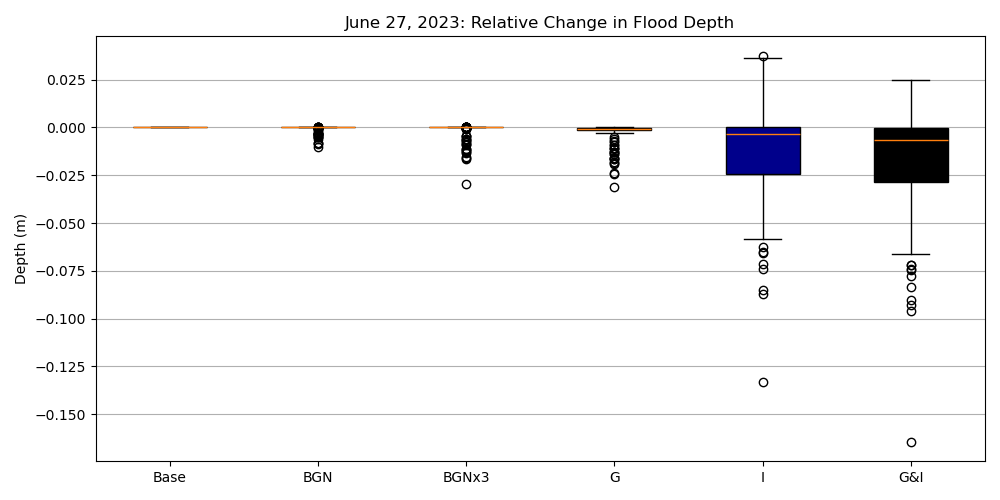 June 27, 2023: Relative Change in Flood Depth
Depth (m)
0.025
0.000
−0.025
−0.050
−0.075
−0.100
−0.125
−0.150
Base BGN BGNx3 G I G&I